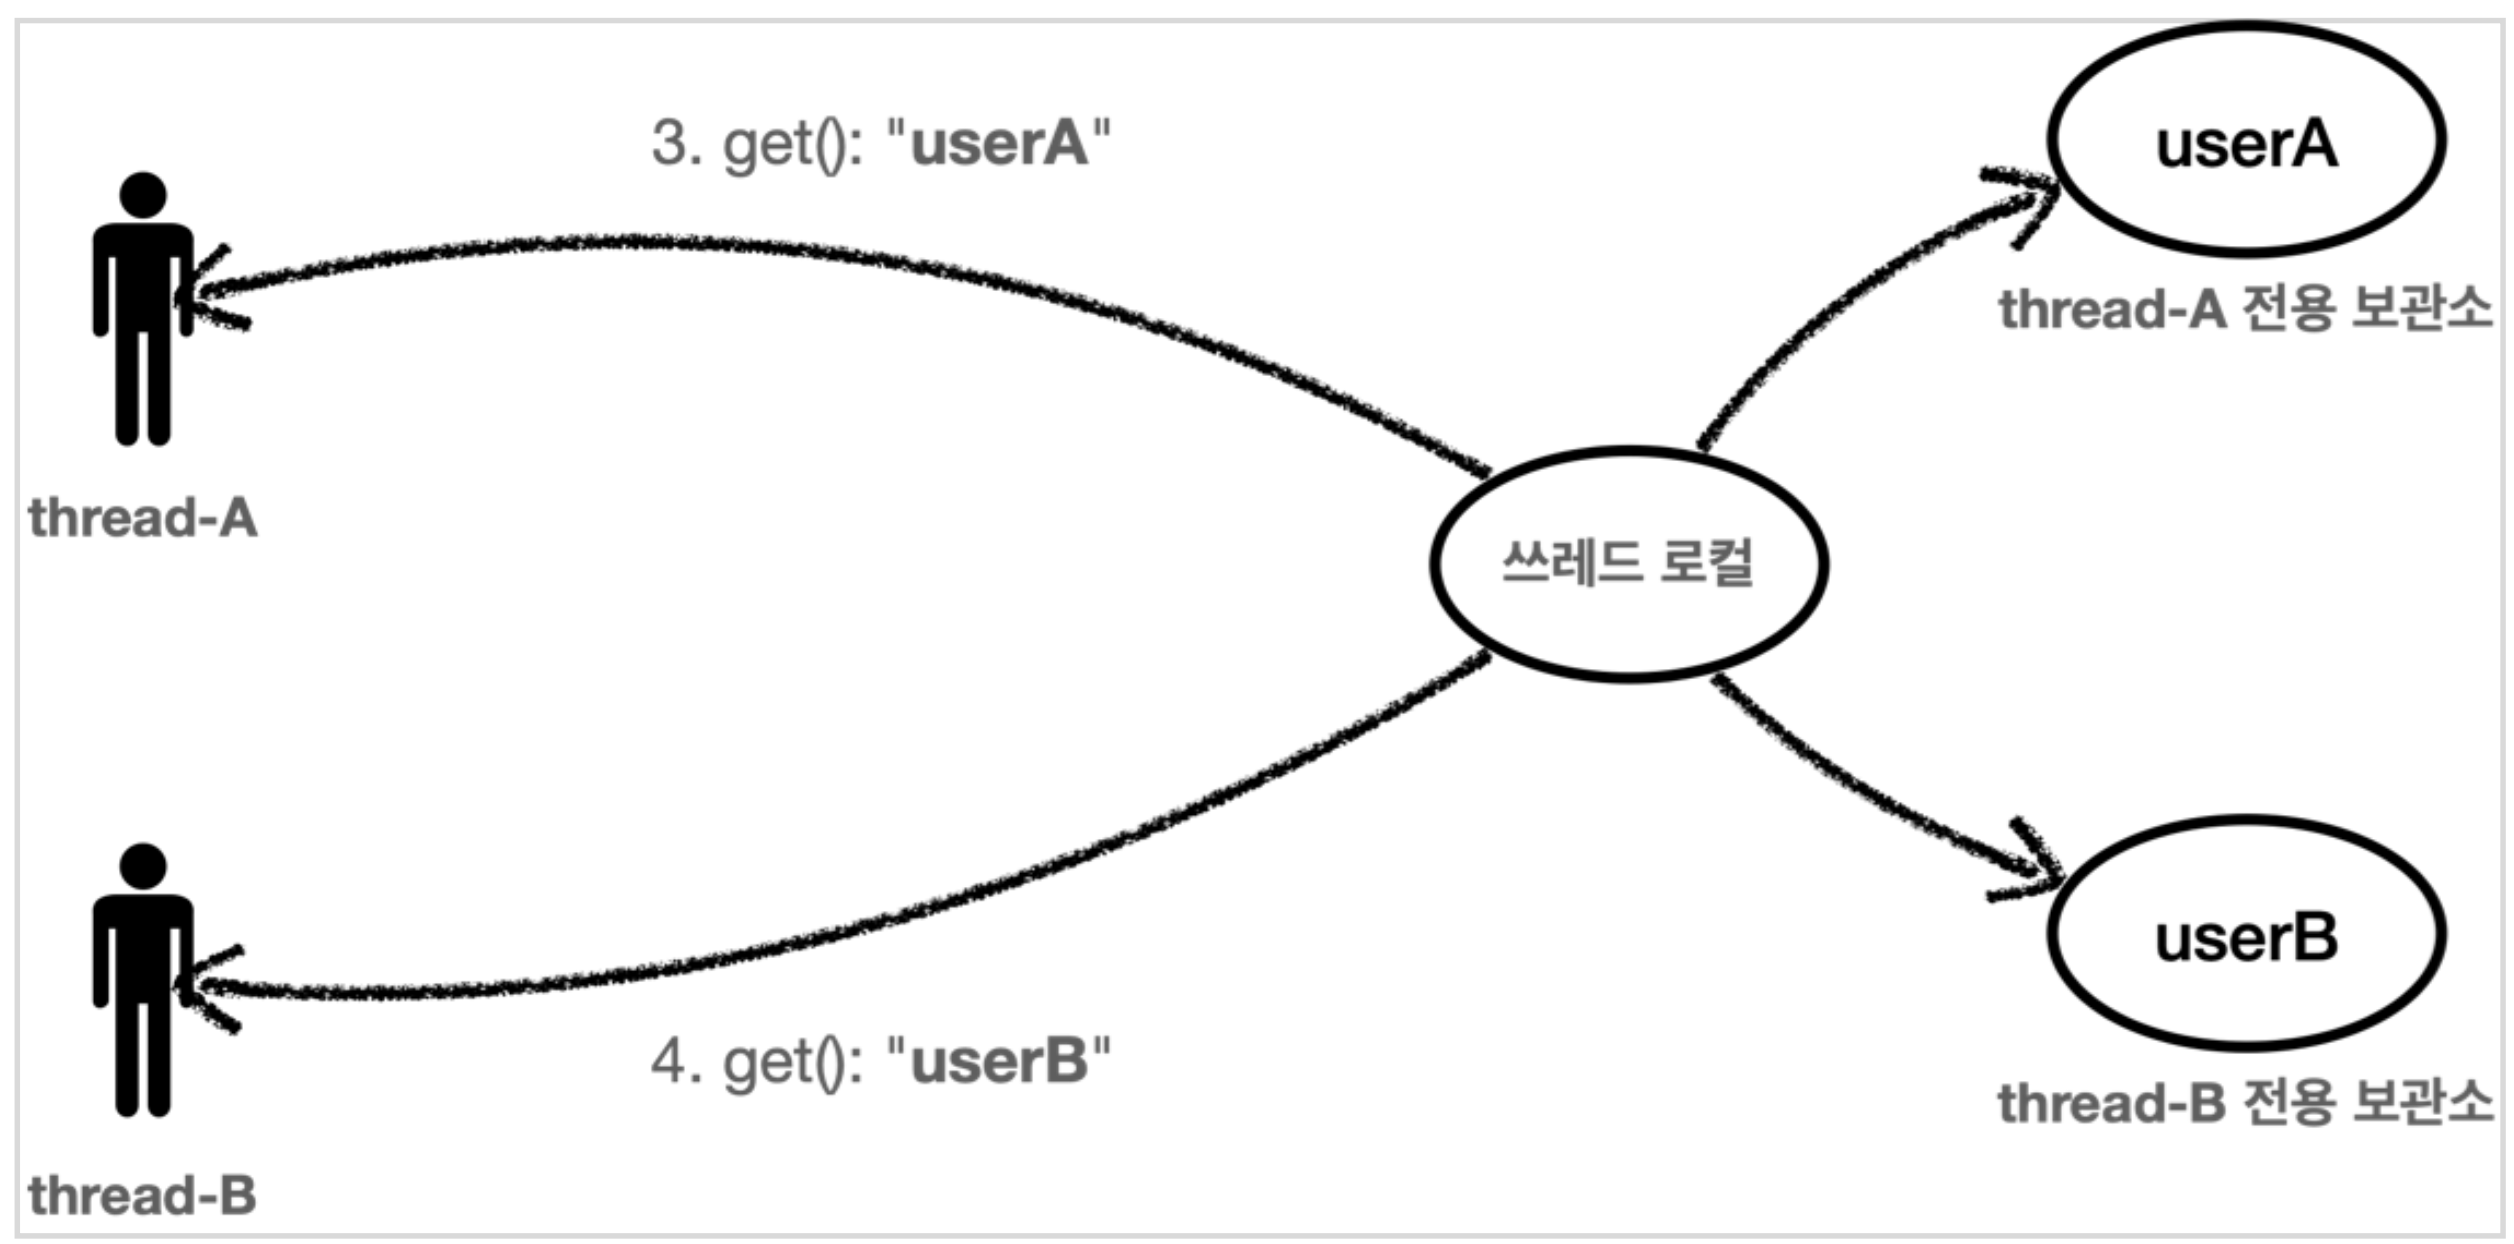 3. get(): "userA"
userA
thread-A 전용 보관소
thread-A
쓰레드 로컬
userB
4. get(): "userB"
thread-B 전용 보관소
thread-B